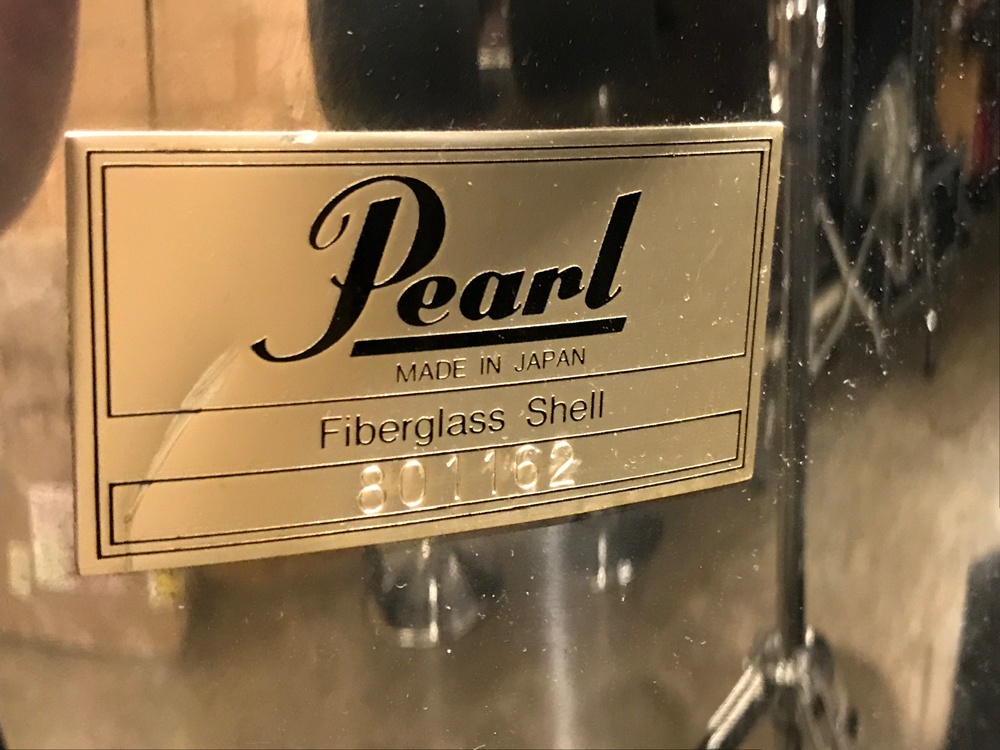 Pearl
MADE IN JAPAN
Fiberglass Shell
801162